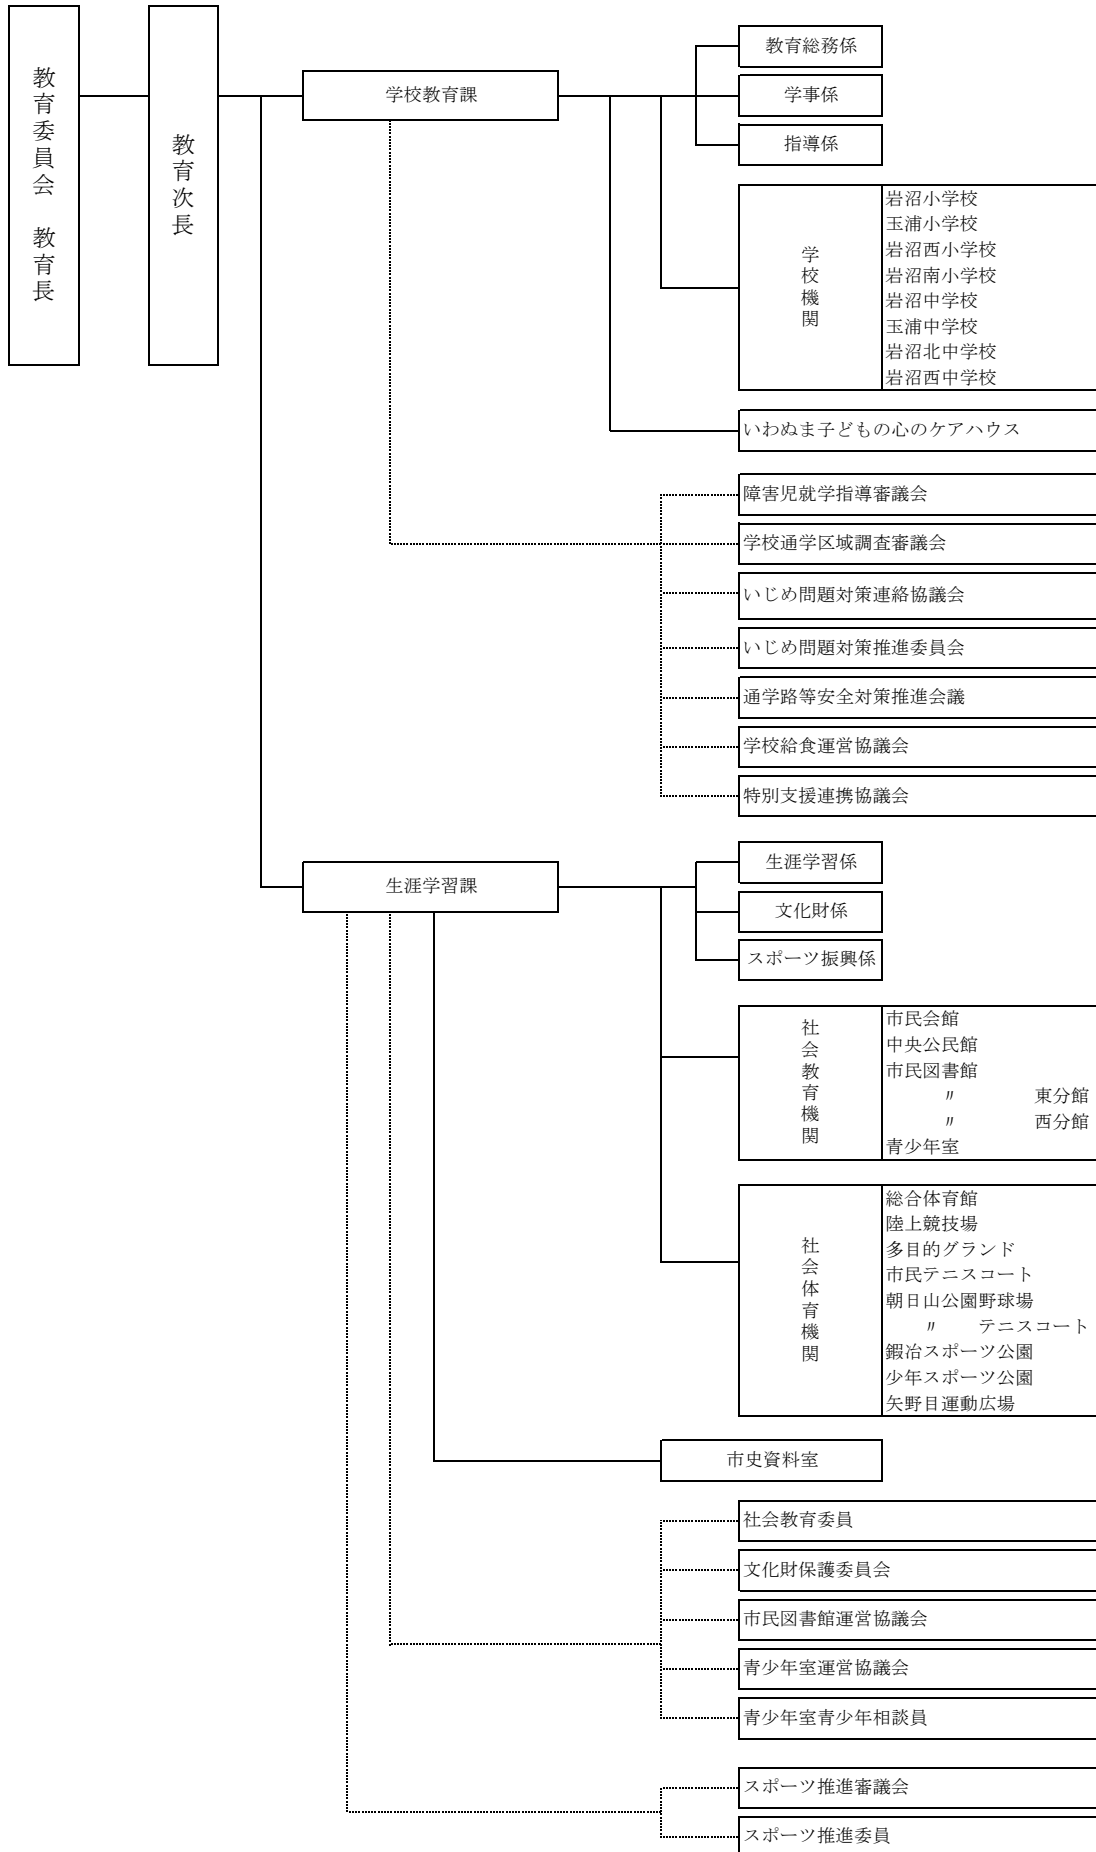 教育委員会　教育長
教育次長
学校教育課
教育総務係
学事係
指導係
学校機関
岩沼小学校
玉浦小学校
岩沼西小学校
岩沼南小学校
岩沼中学校
玉浦中学校
岩沼北中学校
岩沼西中学校
いわぬま子どもの心のケアハウス
障害児就学指導審議会
学校通学区域調査審議会
いじめ問題対策連絡協議会
いじめ問題対策推進委員会
通学路等安全対策推進会議
学校給食運営協議会
特別支援連携協議会
生涯学習課
生涯学習係
文化財係
スポーツ振興係
社会教育機関
市民会館
中央公民館
市民図書館
〃　東分館
〃　西分館
青少年室
社会体育機関
総合体育館
陸上競技場
多目的グランド
市民テニスコート
朝日山公園野球場
〃　テニスコート
鍛冶スポーツ公園
少年スポーツ公園
矢野目運動広場
市史資料室
社会教育委員
文化財保護委員会
市民図書館運営協議会
青少年室運営協議会
青少年室青少年相談員
スポーツ推進審議会
スポーツ推進委員